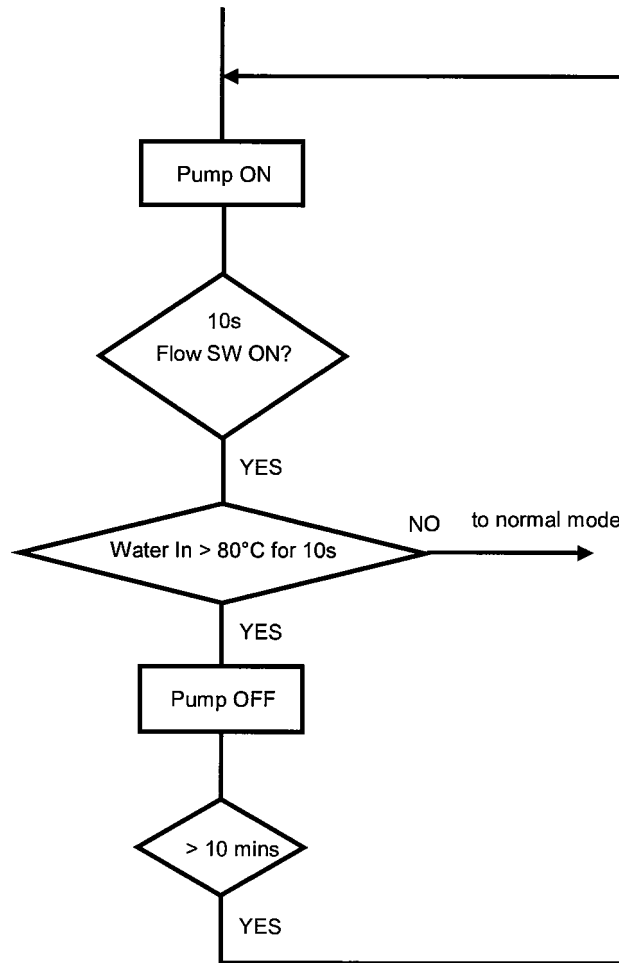 Pump ON
10s
Flow SW ON?
YES
NO to normal mode
Water In > 80°C for 10s
YES
Pump OFF
> 10 mins
YES